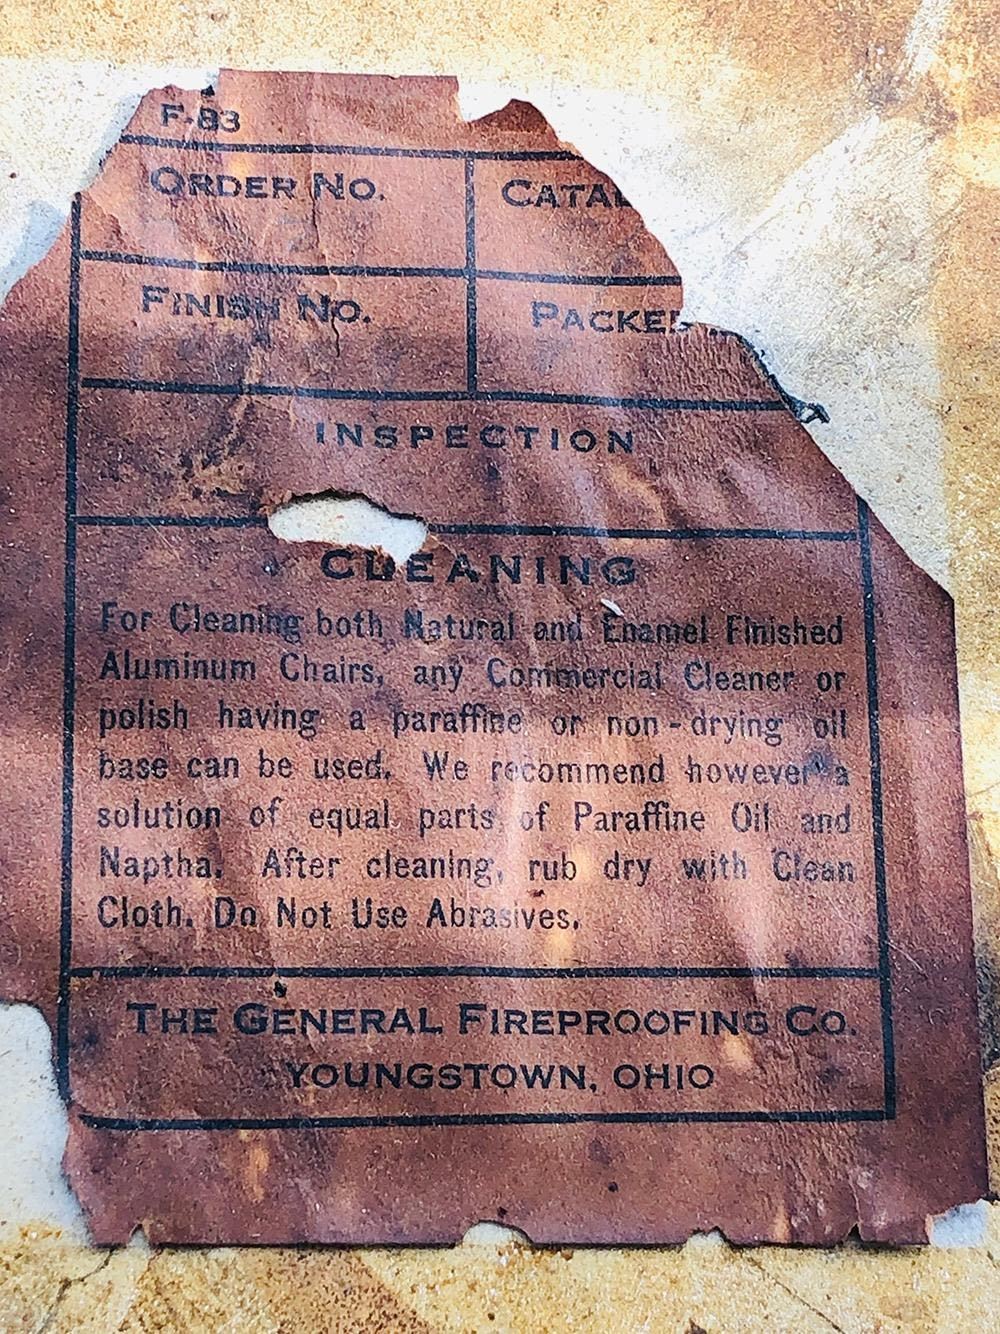 F-83
ORDER NO. CATAL
FINISH NO. PACKED
INSPECTION
CLEANING
For Cleaning both Natural and Enamel Finished
Aluminum Chairs, any Commercial Cleaner or
polish having a paraffine or non-drying oil
base can be used. We recommend however a
solution of equal parts of Paraffine Oil and
Naptha. After cleaning, rub dry with Clean
Cloth. Do Not Use Abrasives.
THE GENERAL FIREPROOFING CO.
YOUNGSTOWN, OHIO